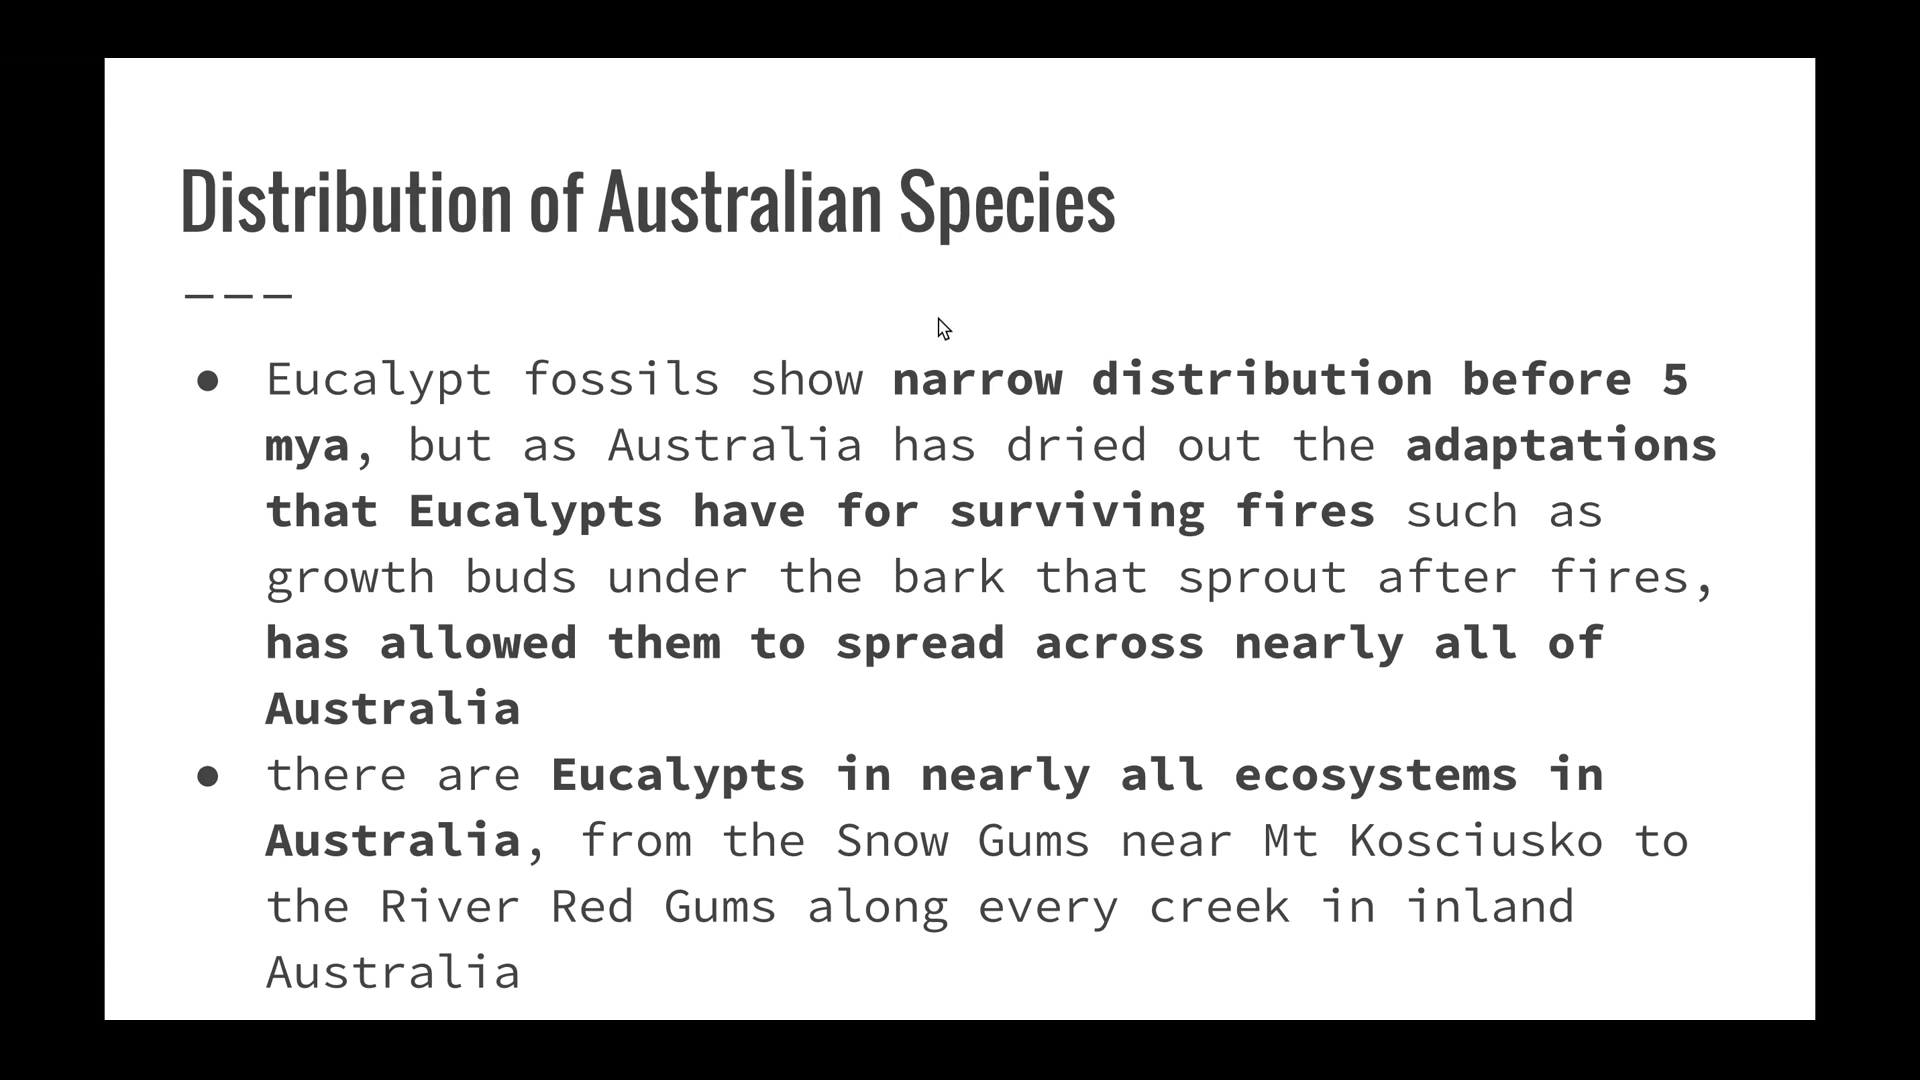 Distribution of Australian Species
● Eucalypt fossils show narrow distribution before 5
mya, but as Australia has dried out the adaptations
that Eucalypts have for surviving fires such as
growth buds under the bark that sprout after fires,
has allowed them to spread across nearly all of
Australia
● there are Eucalypts in nearly all ecosystems in
Australia, from the Snow Gums near Mt Kosciusko to
the River Red Gums along every creek in inland
Australia